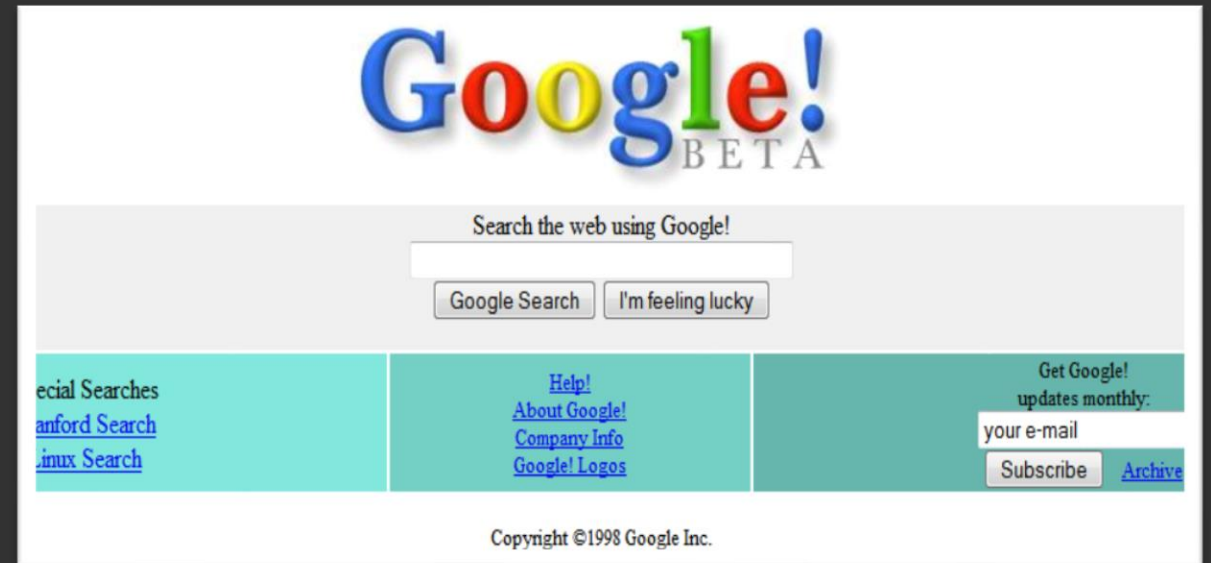 Google!
BETA
Search the web using Google!
Google Search I'm feeling lucky
ecial Searches
anford Search
Linux Search
Help!
About Google!
Company Info
Google! Logos
Get Google!
updates monthly:
your e-mail
Subscribe Archive
Copyright ©1998 Google Inc.